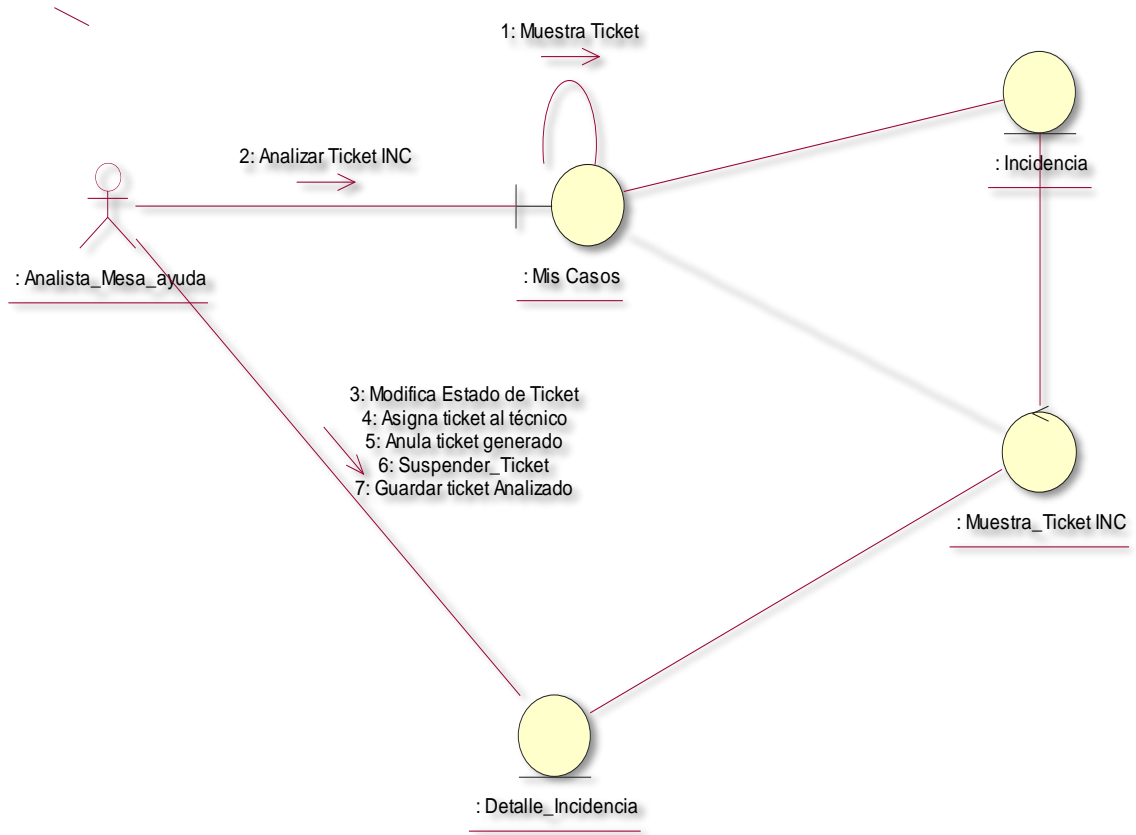 1: Muestra Ticket
2: Analizar Ticket INC
: Incidencia
: Analista_Mesa_ayuda
: Mis Casos
3: Modifica Estado de Ticket
4: Asigna ticket al técnico
5: Anula ticket generado
6: Suspender_Ticket
7: Guardar ticket Analizado
: Muestra_Ticket INC
: Detalle_Incidencia